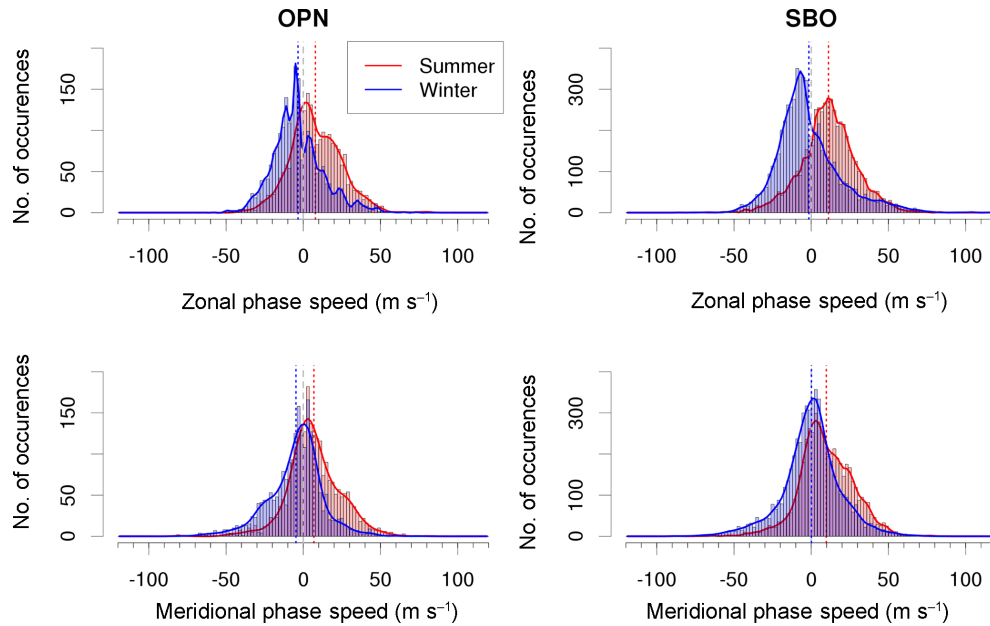 OPN
SBO
No. of occurences
150
50
0
Summer
Winter
-100 -50 0 50 100
Zonal phase speed (m s⁻¹)
No. of occurences
300
100
0
-100 -50 0 50 100
Zonal phase speed (m s⁻¹)
No. of occurences
150
50
0
-100 -50 0 50 100
Meridional phase speed (m s⁻¹)
No. of occurences
300
100
0
-100 -50 0 50 100
Meridional phase speed (m s⁻¹)